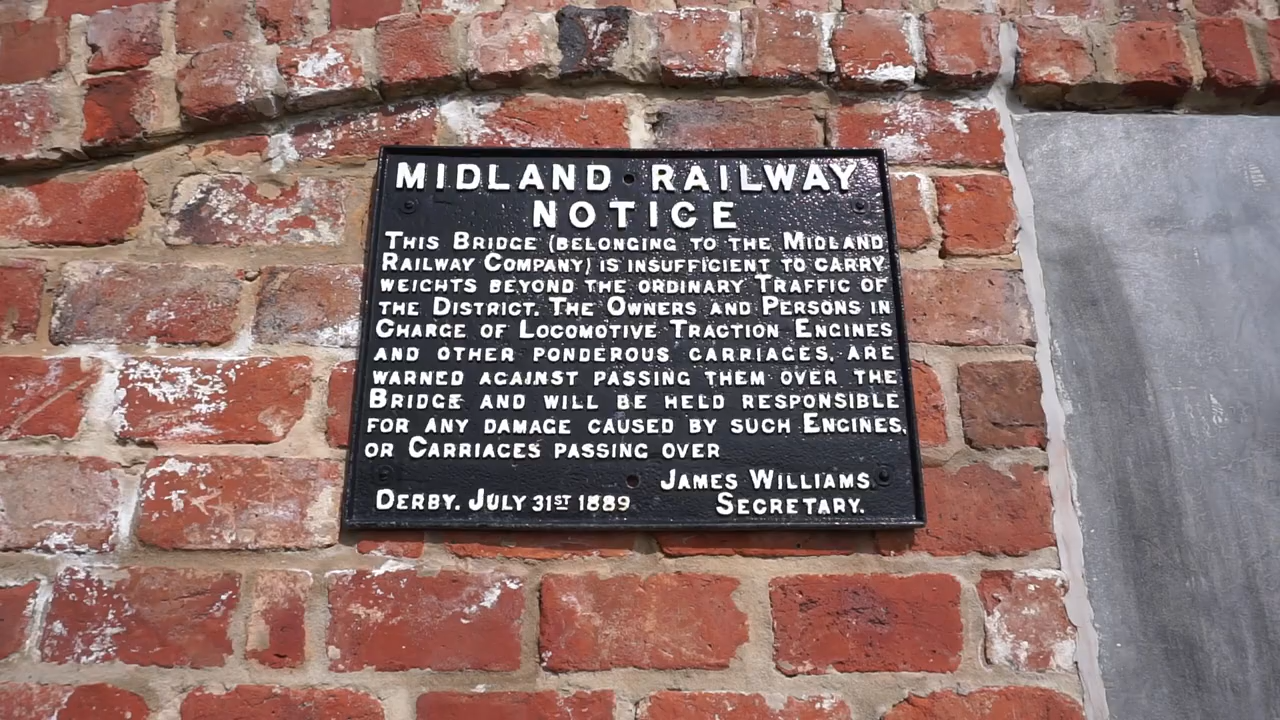 MIDLAND RAILWAY
NOTICE
THIS BRIDGE (BELONGING TO THE MIDLAND
RAILWAY COMPANY) IS INSUFFICIENT TO CARRY
WEIGHTS BEYOND THE ORDINARY TRAFFIC OF
THE DISTRICT. THE OWNERS AND PERSONS IN
CHARGE OF LOCOMOTIVE TRACTION ENGINES
AND OTHER PONDEROUS CARRIAGES, ARE
WARNED AGAINST PASSING THEM OVER THE
BRIDGE AND WILL BE HELD RESPONSIBLE
FOR ANY DAMAGE CAUSED BY SUCH ENGINES,
OR CARRIAGES PASSING OVER
JAMES WILLIAMS.
DERBY. JULY 31ST 1889 SECRETARY.